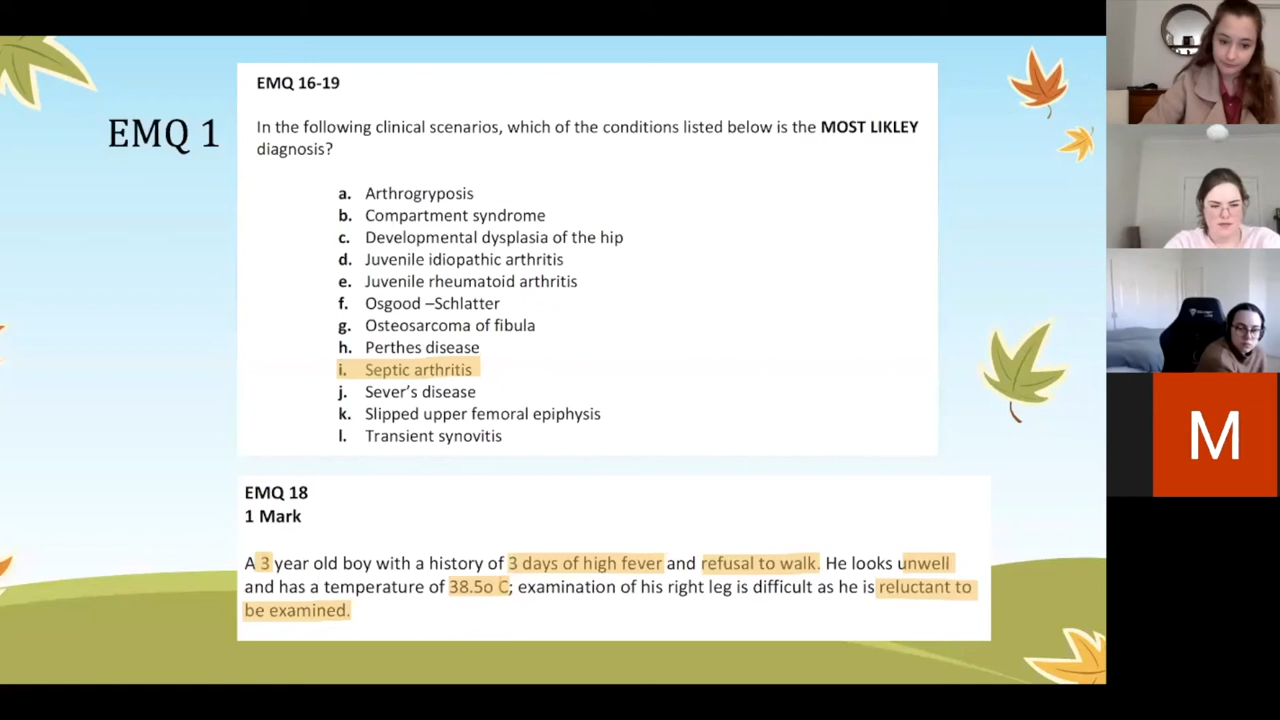 EMQ 1
EMQ 16-19
In the following clinical scenarios, which of the conditions listed below is the MOST LIKLEY
diagnosis?
a. Arthrogryposis
b. Compartment syndrome
c. Developmental dysplasia of the hip
d. Juvenile idiopathic arthritis
e. Juvenile rheumatoid arthritis
f. Osgood –Schlatter
g. Osteosarcoma of fibula
h. Perthes disease
i. Septic arthritis
j. Sever's disease
k. Slipped upper femoral epiphysis
l. Transient synovitis
EMQ 18
1 Mark
A 3 year old boy with a history of 3 days of high fever and refusal to walk. He looks unwell
and has a temperature of 38.5o C; examination of his right leg is difficult as he is reluctant to
be examined.
M